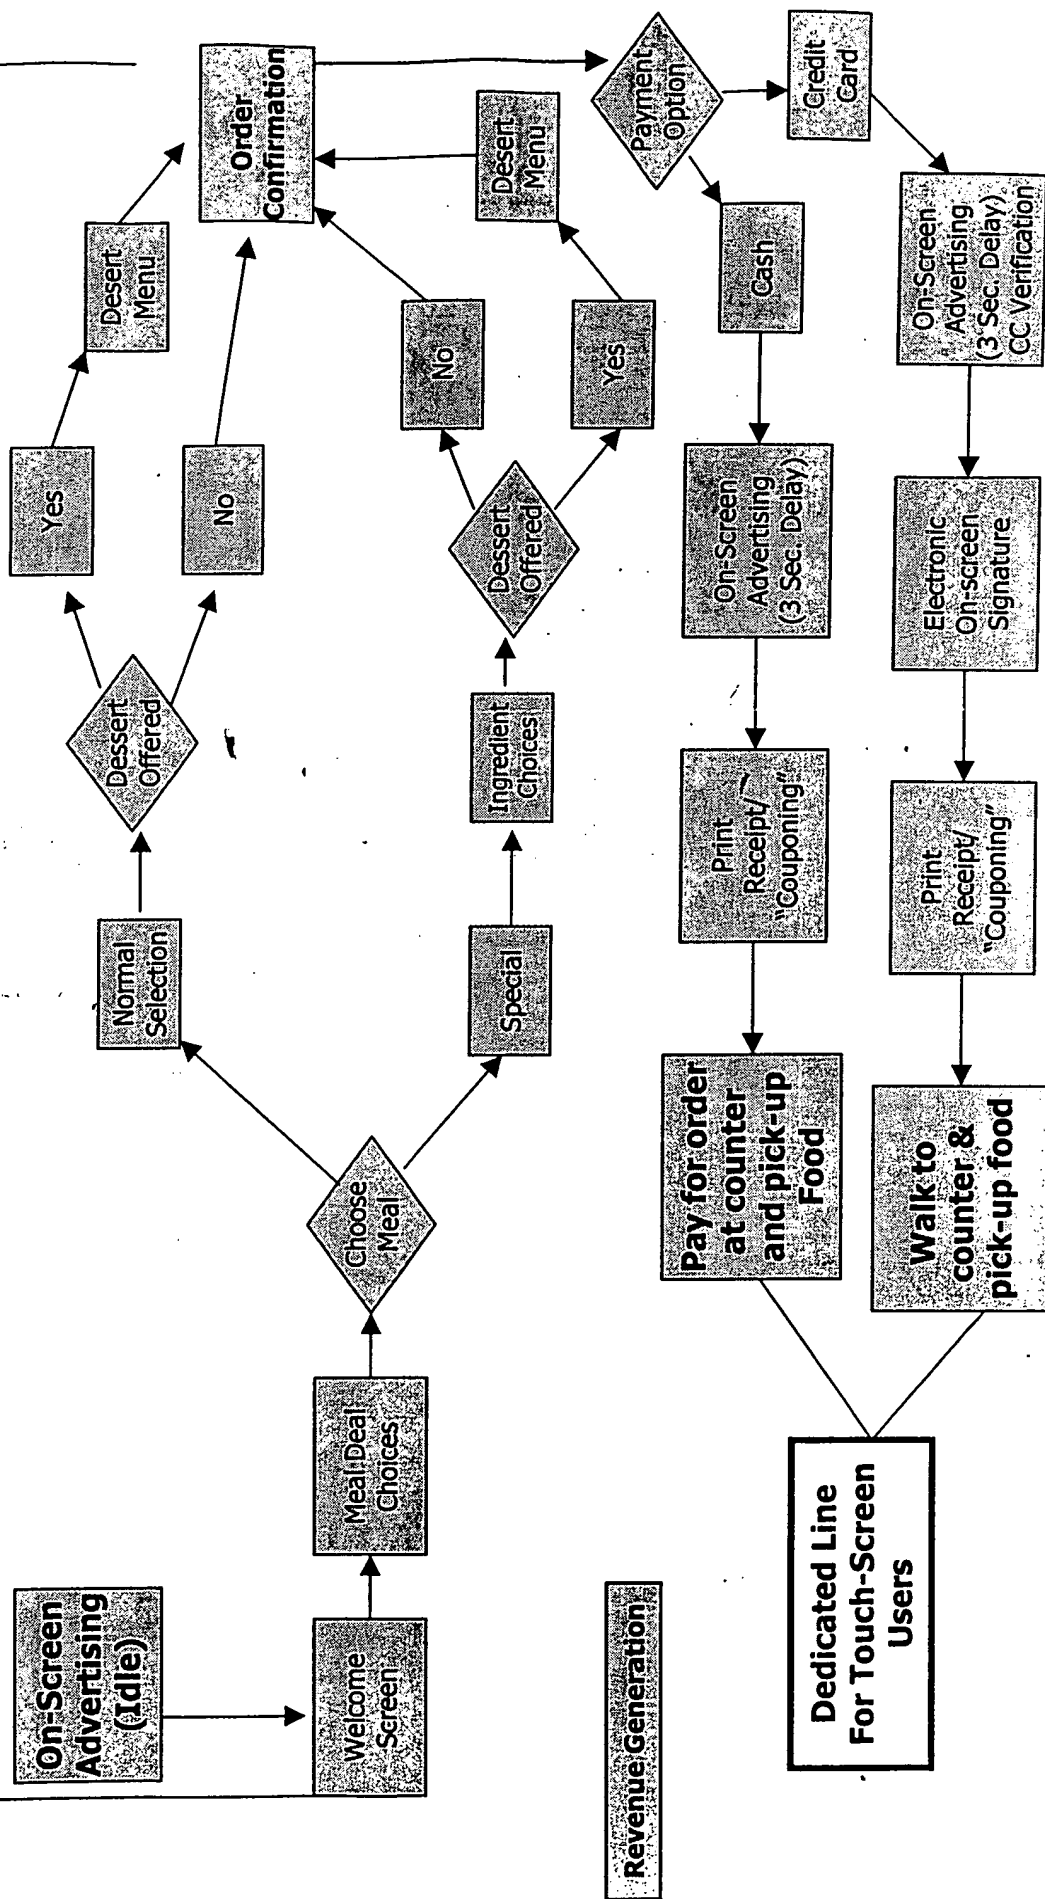 On-Screen
Advertising
(Idle)
Welcome
Screen
Meal Deal
Choices
Choose
Meal
Normal
Selection
Dessert
Offered
Yes
No
Desert
Menu
Order
Confirmation
Special
Ingredient
Choices
Dessert
Offered
No
Yes
Desert
Menu
Revenue Generation
Payment
Option
Cash
Credit
Card
On-Screen
Advertising
(3 Sec. Delay)
On-Screen
Advertising
(3 Sec. Delay)
CC Verification
Print
Receipt/
"Couponing"
Electronic
On-screen
Signature
Print
Receipt/
"Couponing"
Pay for order
at counter
and pick-up
Food
Walk to
counter &
pick-up food
Dedicated Line
For Touch-Screen
Users